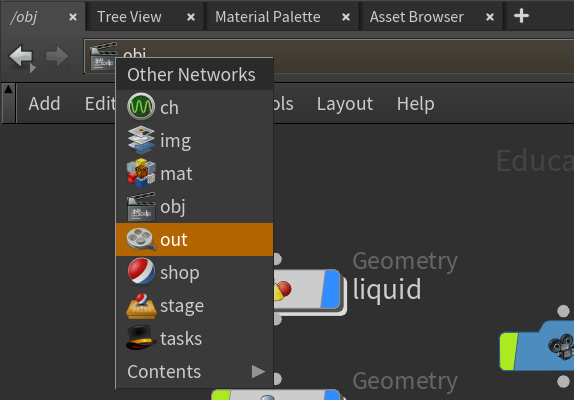 /obj × Tree View × Material Palette × Asset Browser × +
obj
Add Edit ols Layout Help
Other Networks
ch
img
mat
obj
out
shop
stage
tasks
Contents
Educa
Geometry
liquid
Geometry